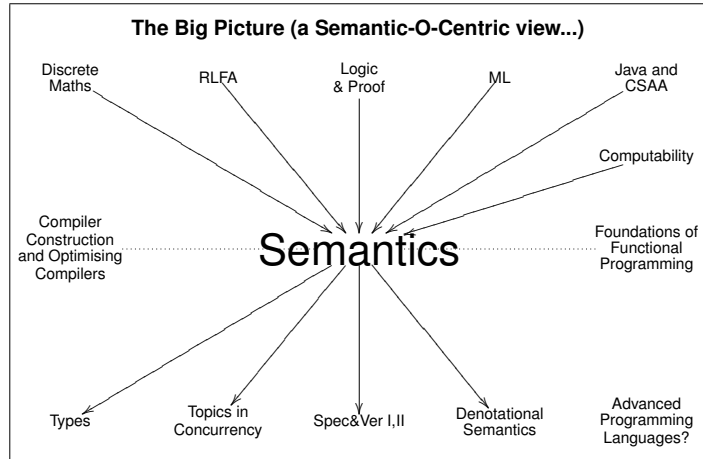 The Big Picture (a Semantic-O-Centric view...)
Discrete
Maths
RLFA
Logic
& Proof
ML
Java and
CSAA
Computability
Compiler
Construction
and Optimising
Compilers
Semantics
Foundations of
Functional
Programming
Types
Topics in
Concurrency
Spec&Ver I,II
Denotational
Semantics
Advanced
Programming
Languages?